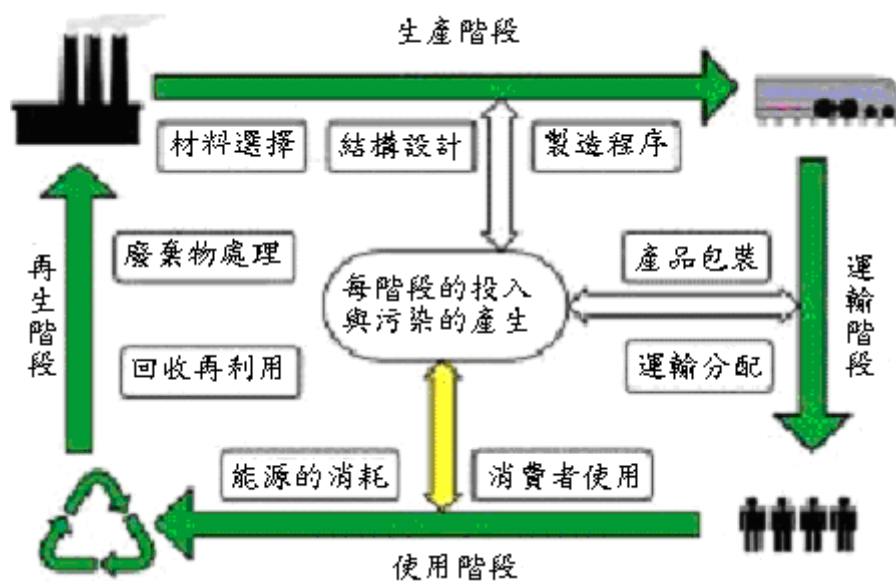 生產階段
材料選擇
結構設計
製造程序
廢棄物處理
產品包裝
再生階段
每階段的投入
與污染的產生
運輸階段
回收再利用
運輸分配
能源的消耗
消費者使用
使用階段